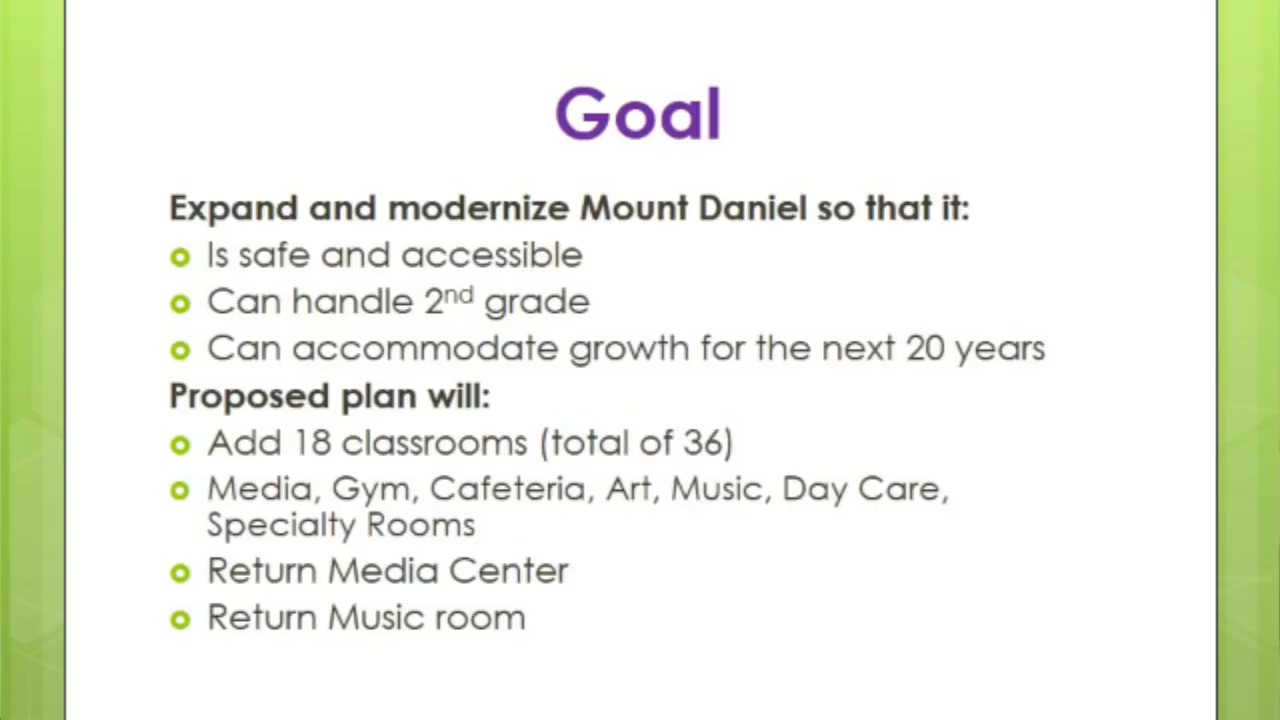 Goal
Expand and modernize Mount Daniel so that it:
Is safe and accessible
Can handle 2nd grade
Can accommodate growth for the next 20 years
Proposed plan will:
Add 18 classrooms (total of 36)
Media, Gym, Cafeteria, Art, Music, Day Care,
Specialty Rooms
Return Media Center
Return Music room